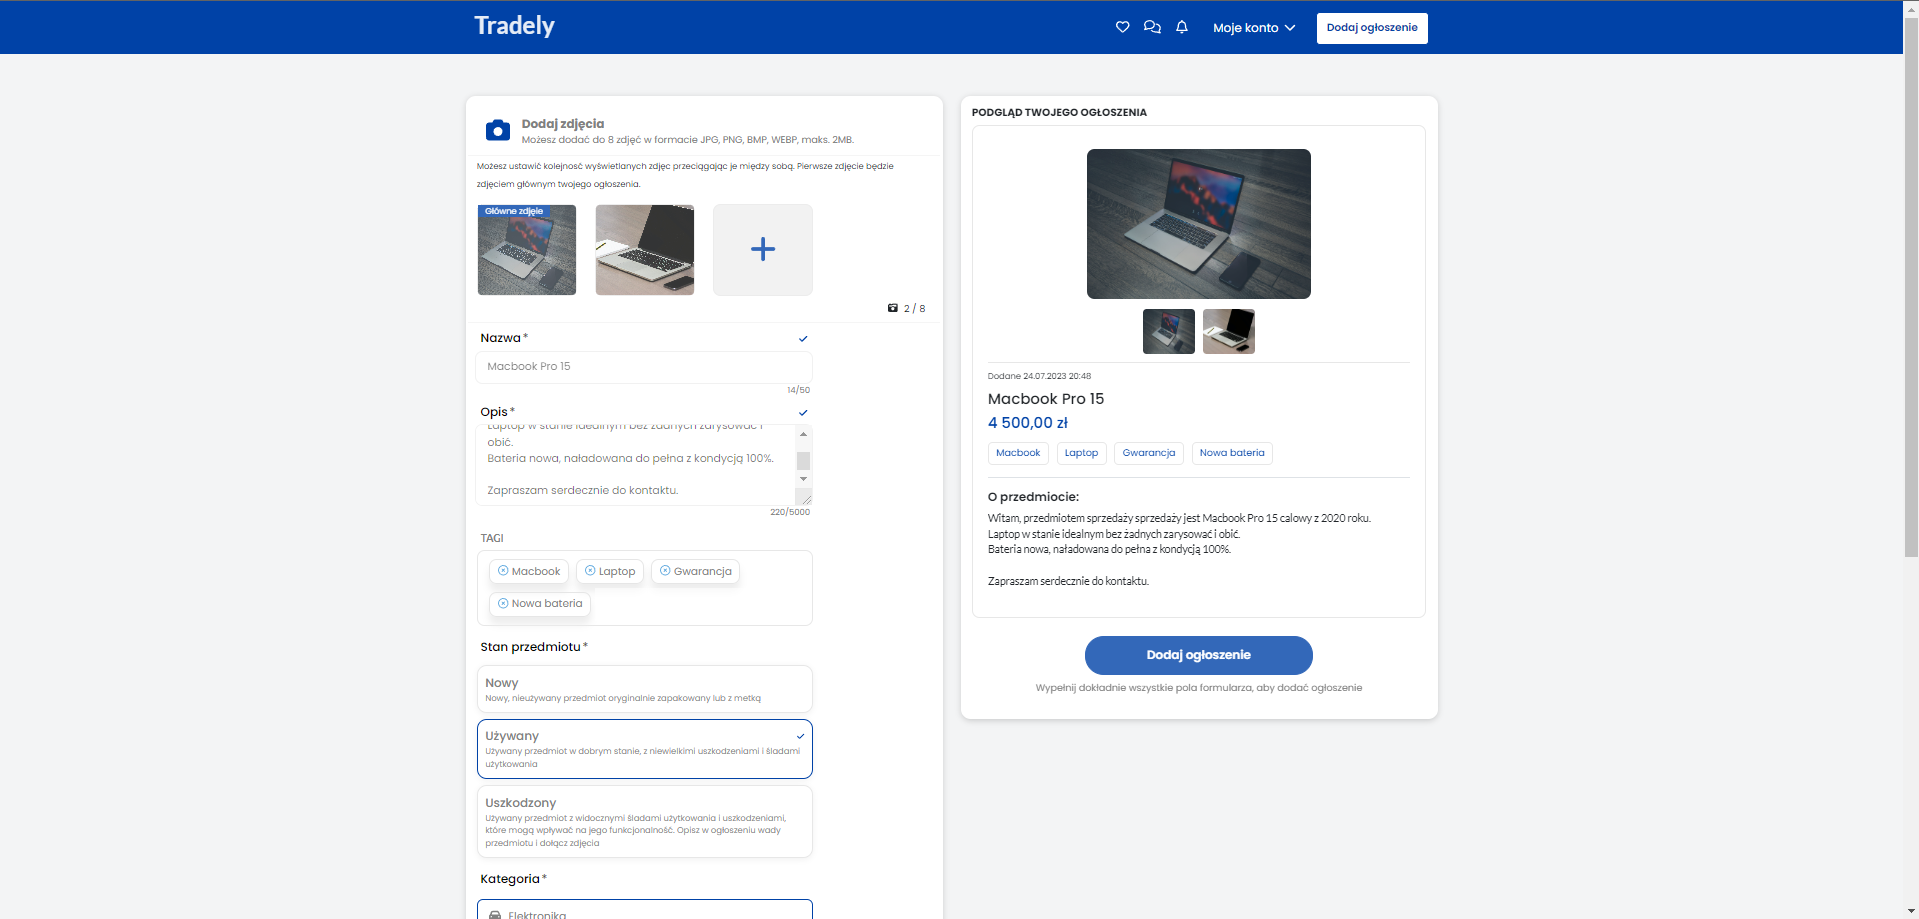 Tradely
Moje konto
Dodaj ogłoszenie
Dodaj zdjęcia
Możesz dodać do 8 zdjęć w formacie JPG, PNG, BMP, WEBP, maks. 2MB.
Możesz ustawić kolejność wyświetlanych zdjęc przeciągając je między sobą. Pierwsze zdjęcie będzie
zdjęciem głównym twojego ogłoszenia.
Główne zdjęie
2 / 8
Nazwa*
Macbook Pro 15
14/50
Opis*
Laptop w stanie idealnym bez żadnych zarysować i
obić.
Bateria nowa, naładowana do pełna z kondycją 100%.
Zapraszam serdecznie do kontaktu.
220/5000
TAGI
Macbook
Laptop
Gwarancja
Nowa bateria
Stan przedmiotu*
Nowy
Nowy, nieużywany przedmiot oryginalnie zapakowany lub z metką
Używany
Używany przedmiot w dobrym stanie, z niewielkimi uszkodzeniami i śladami
użytkowania
Uszkodzony
Używany przedmiot z widocznymi śladami użytkowania i uszkodzeniami,
które mogą wpływać na jego funkcjonalność. Opisz w ogłoszeniu wady
przedmiotu i dołącz zdjęcia
Kategoria*
Elektronika
PODGLĄD TWOJEGO OGŁOSZENIA
Dodane 24.07.2023 20:48
Macbook Pro 15
4 500,00 zł
Macbook
Laptop
Gwarancja
Nowa bateria
O przedmiocie:
Witam, przedmiotem sprzedaży sprzedaży jest Macbook Pro 15 calowy z 2020 roku.
Laptop w stanie idealnym bez żadnych zarysować i obić.
Bateria nowa, naładowana do pełna z kondycją 100%.
Zapraszam serdecznie do kontaktu.
Dodaj ogłoszenie
Wypełnij dokładnie wszystkie pola formularza, aby dodać ogłoszenie